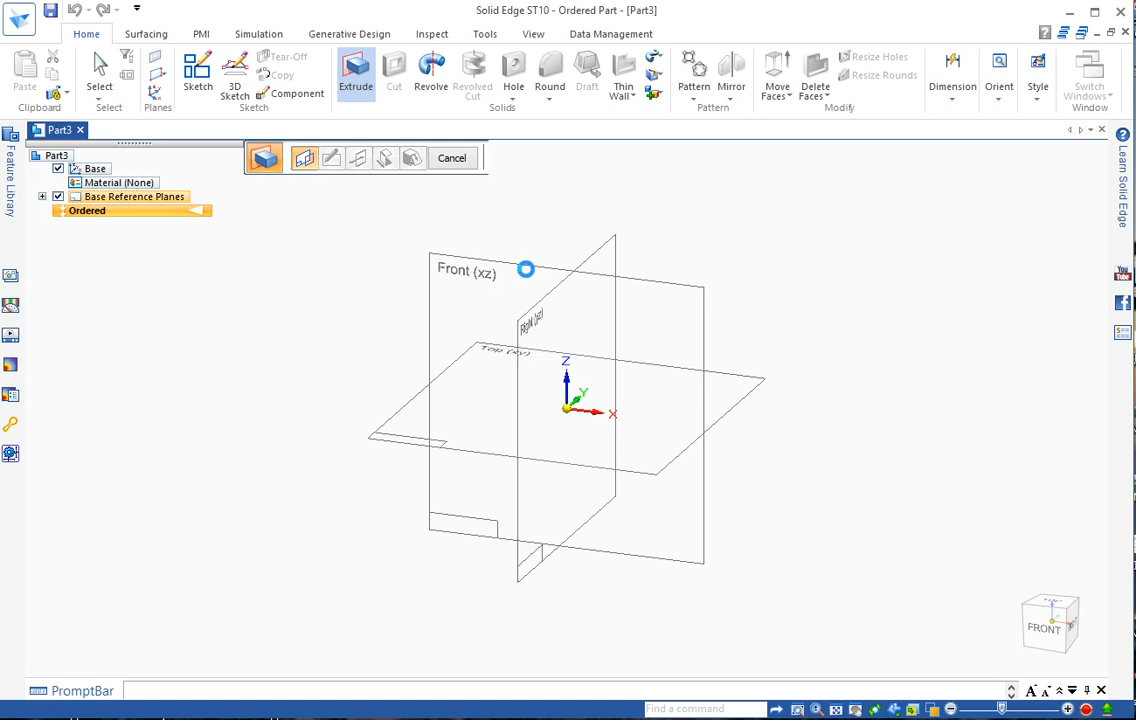 Solid Edge ST10 - Ordered Part - [Part3]
Home Surfacing PMI Simulation Generative Design Inspect Tools View Data Management
Paste
Clipboard
Select
Select
Planes
Sketch
3D Sketch
Tear-Off
Copy
Component
Sketch
Extrude
Cut
Revolve
Revolved Cut
Hole
Round
Draft
Thin Wall
Solids
Pattern
Mirror
Pattern
Move Faces
Delete Faces
Resize Holes
Resize Rounds
Modify
Dimension
Orient
Style
Switch Windows
Window
Part3
Feature Library
Part3
Base
Material (None)
Base Reference Planes
Ordered
Cancel
Learn Solid Edge
You Tube
Front (xz)
Right (yz)
Top (xy)
Z
Y
X
FRONT
PromptBar
Find a command